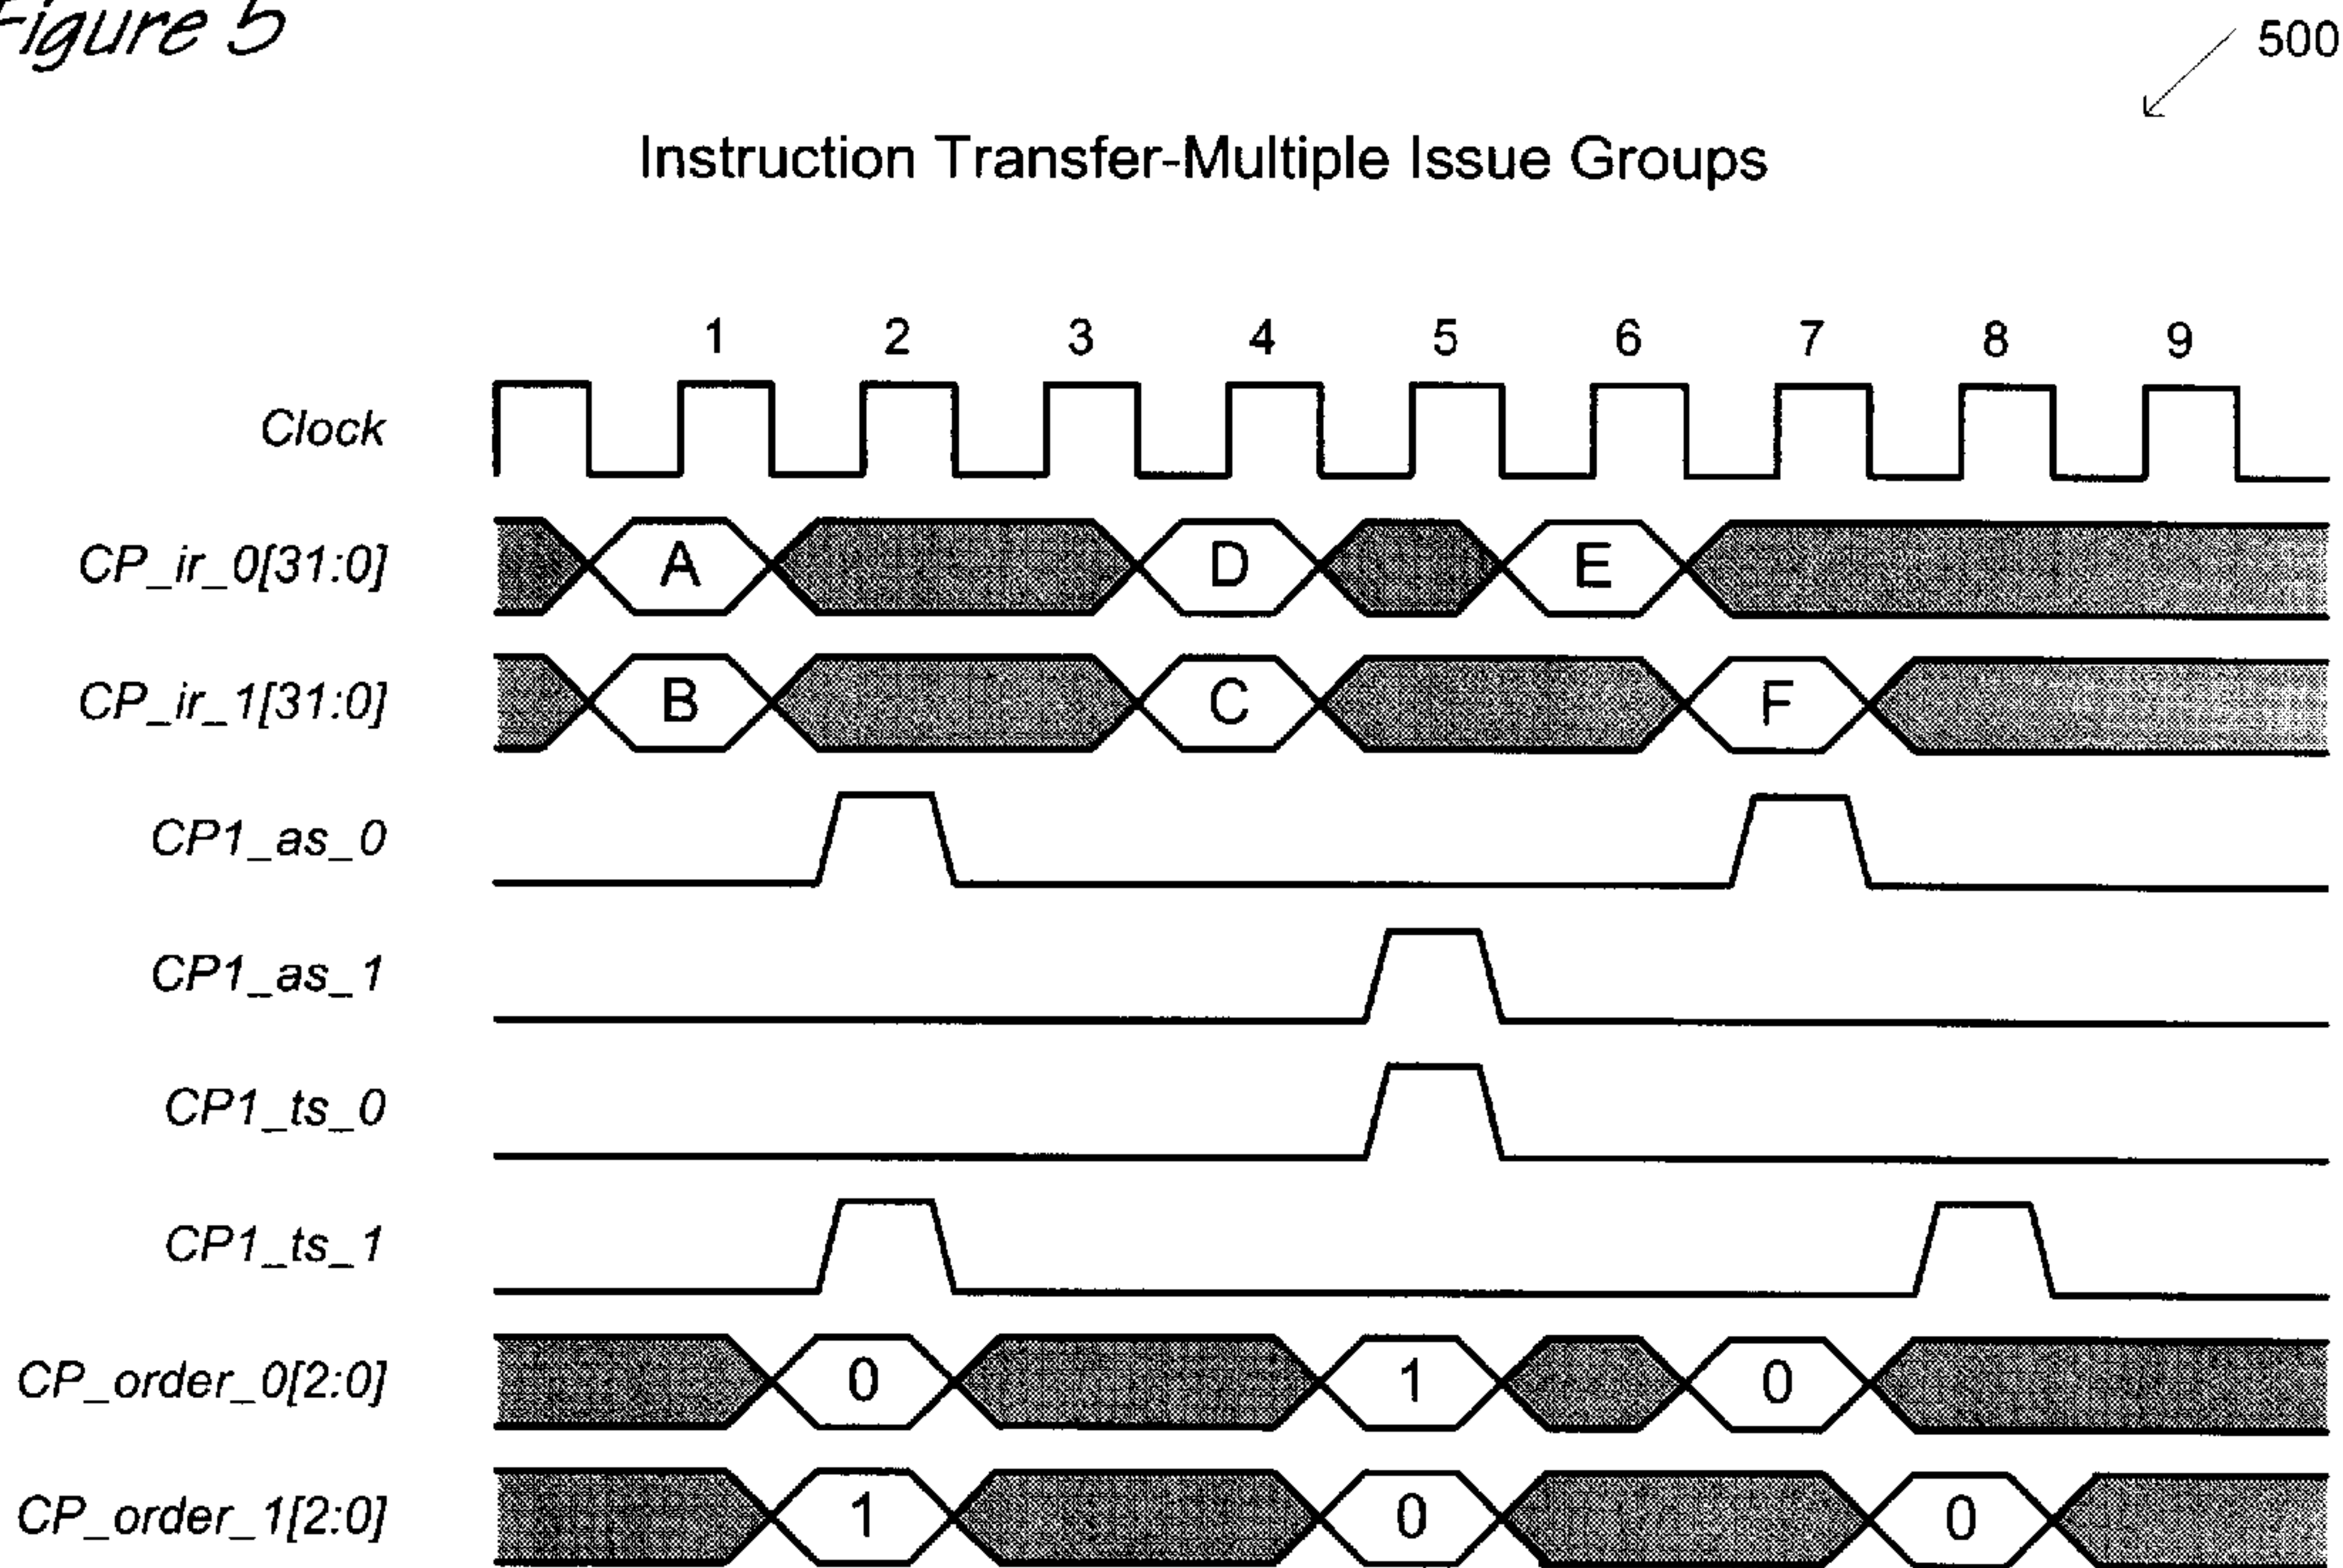 Figure 5
500
Instruction Transfer-Multiple Issue Groups
1 2 3 4 5 6 7 8 9
Clock
CP_ir_0[31:0] A D E
CP_ir_1[31:0] B C F
CP1_as_0
CP1_as_1
CP1_ts_0
CP1_ts_1
CP_order_0[2:0] 0 1 0
CP_order_1[2:0] 1 0 0